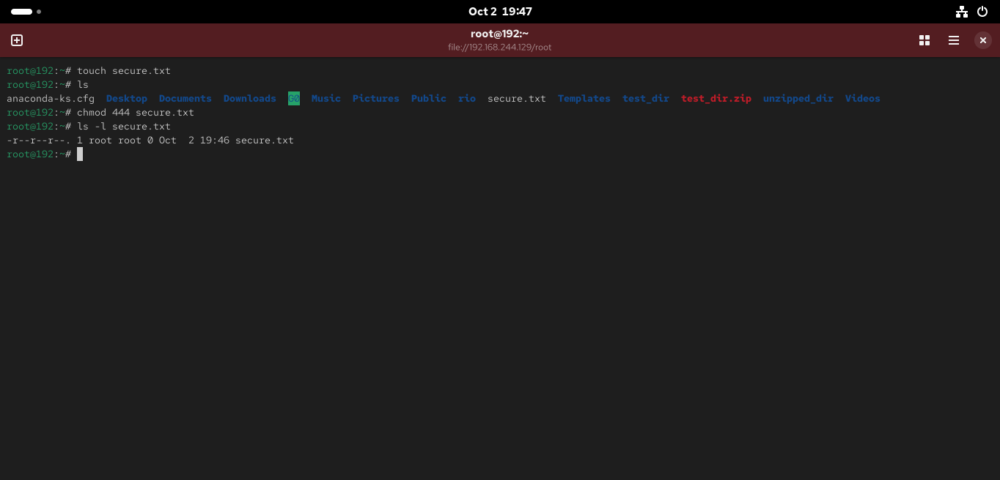 Oct 2 19:47
root@192:~
file://192.168.244.129/root
root@192:~# touch secure.txt
root@192:~# ls
anaconda-ks.cfg Desktop Documents Downloads G0 Music Pictures Public rio secure.txt Templates test_dir test_dir.zip unzipped_dir Videos
root@192:~# chmod 444 secure.txt
root@192:~# ls -l secure.txt
-r--r--r--. 1 root root 0 Oct  2 19:46 secure.txt
root@192:~#